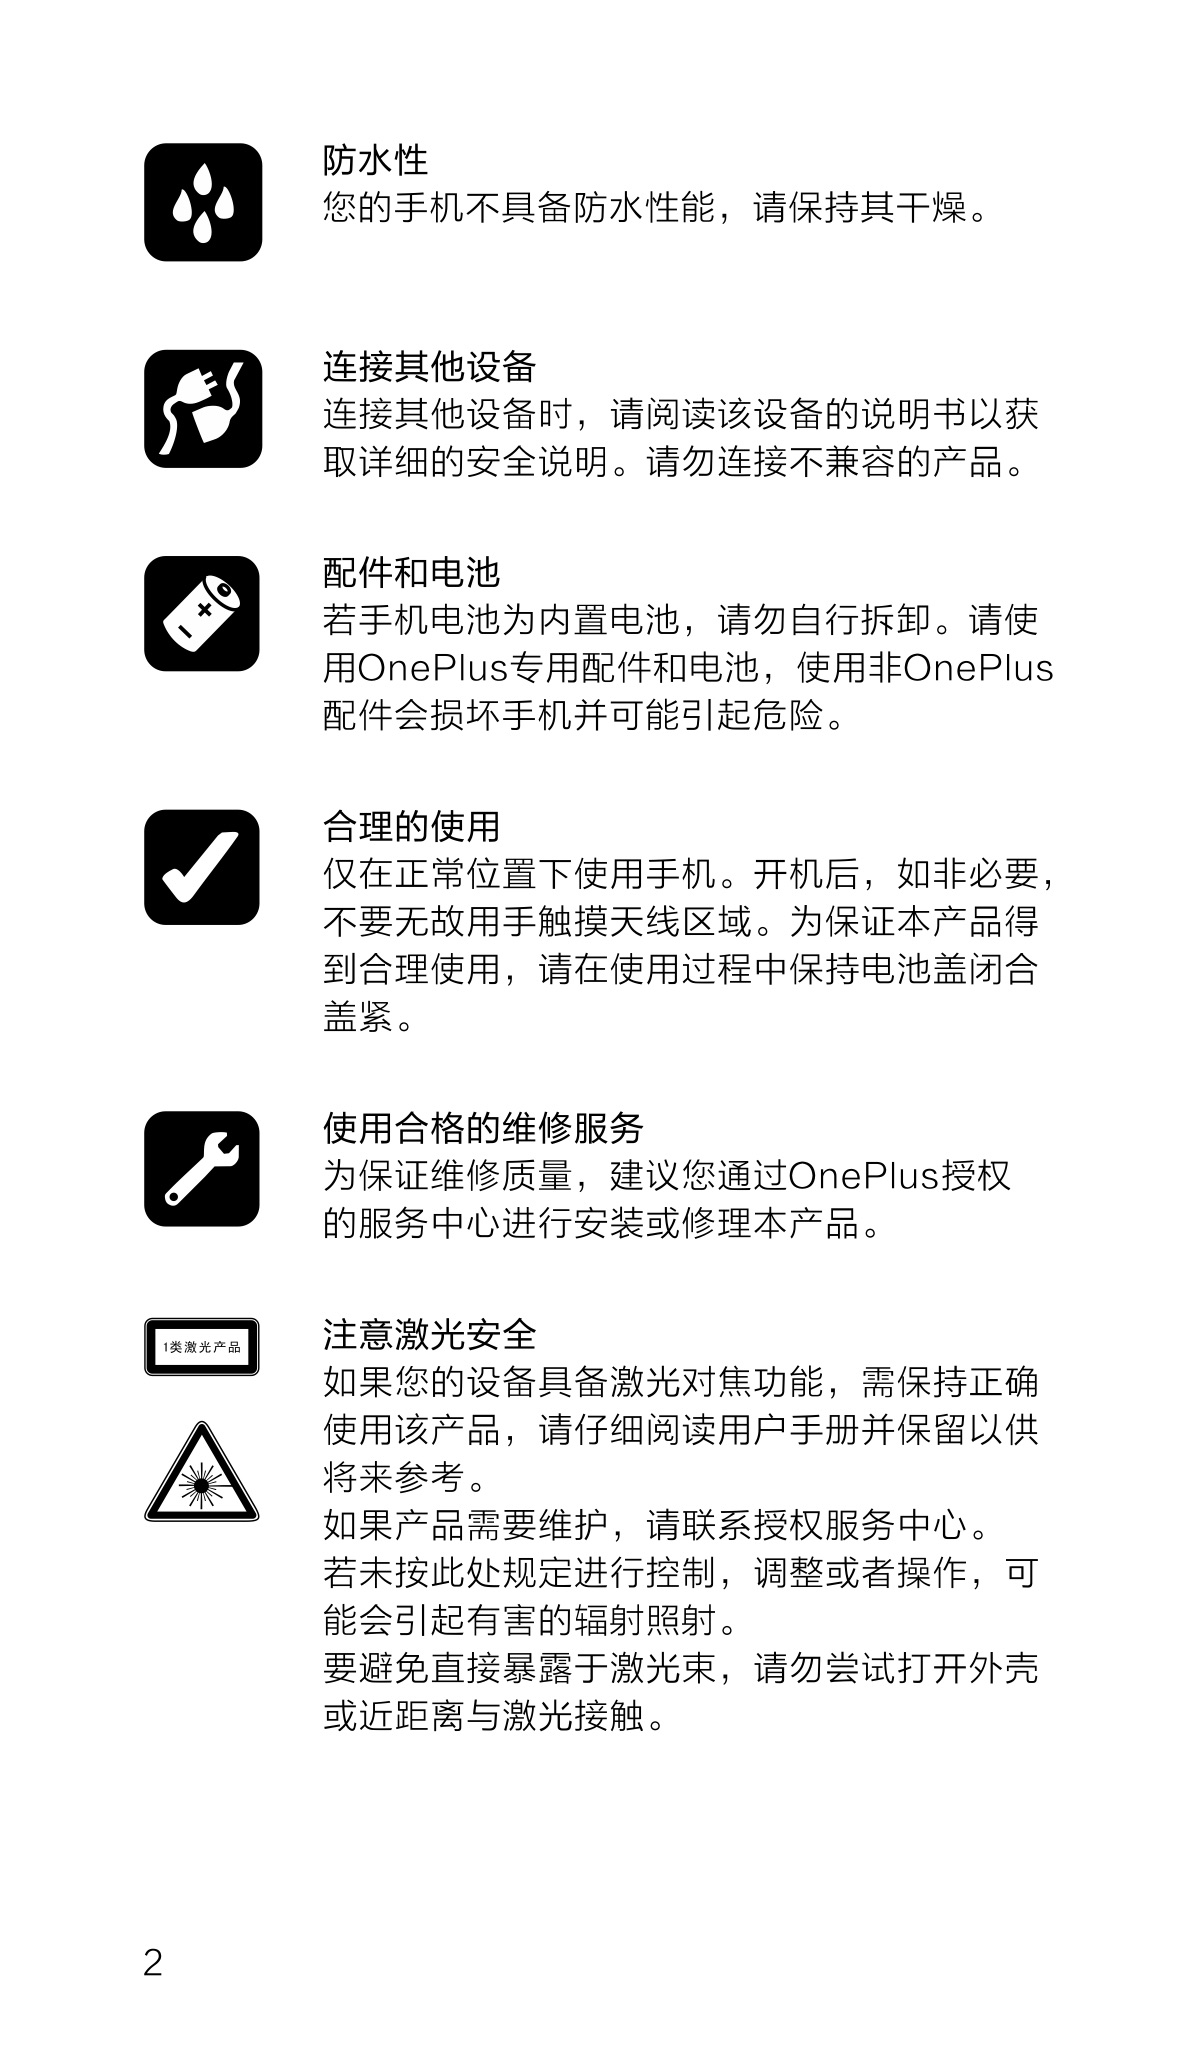 防水性
您的手机不具备防水性能，请保持其干燥。
连接其他设备
连接其他设备时，请阅读该设备的说明书以获
取详细的安全说明。请勿连接不兼容的产品。
配件和电池
若手机电池为内置电池，请勿自行拆卸。请使
用OnePlus专用配件和电池，使用非OnePlus
配件会损坏手机并可能引起危险。
合理的使用
仅在正常位置下使用手机。开机后，如非必要，
不要无故用手触摸天线区域。为保证本产品得
到合理使用，请在使用过程中保持电池盖闭合
盖紧。
使用合格的维修服务
为保证维修质量，建议您通过OnePlus授权
的服务中心进行安装或修理本产品。
1类激光产品
注意激光安全
如果您的设备具备激光对焦功能，需保持正确
使用该产品，请仔细阅读用户手册并保留以供
将来参考。
如果产品需要维护，请联系授权服务中心。
若未按此处规定进行控制，调整或者操作，可
能会引起有害的辐射照射。
要避免直接暴露于激光束，请勿尝试打开外壳
或近距离与激光接触。
2